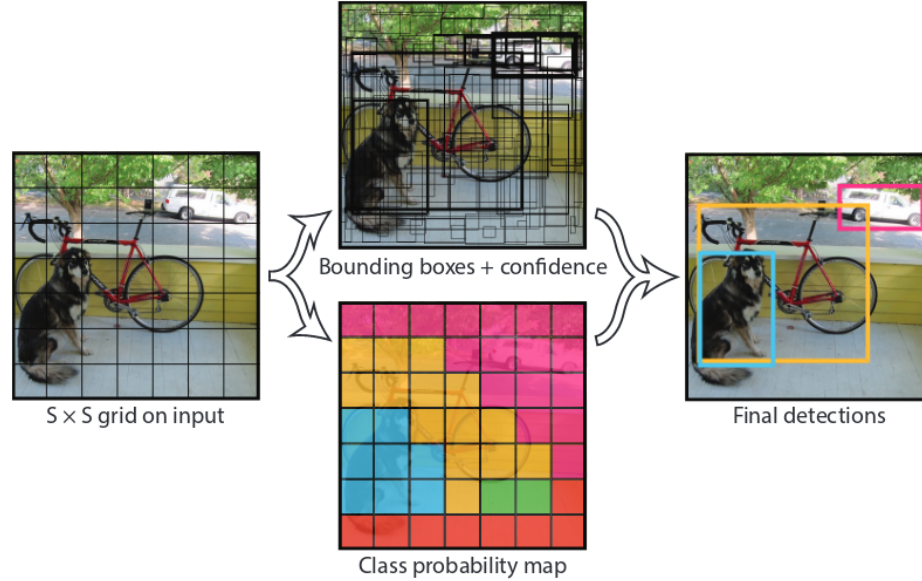 S × S grid on input
Bounding boxes + confidence
Class probability map
Final detections